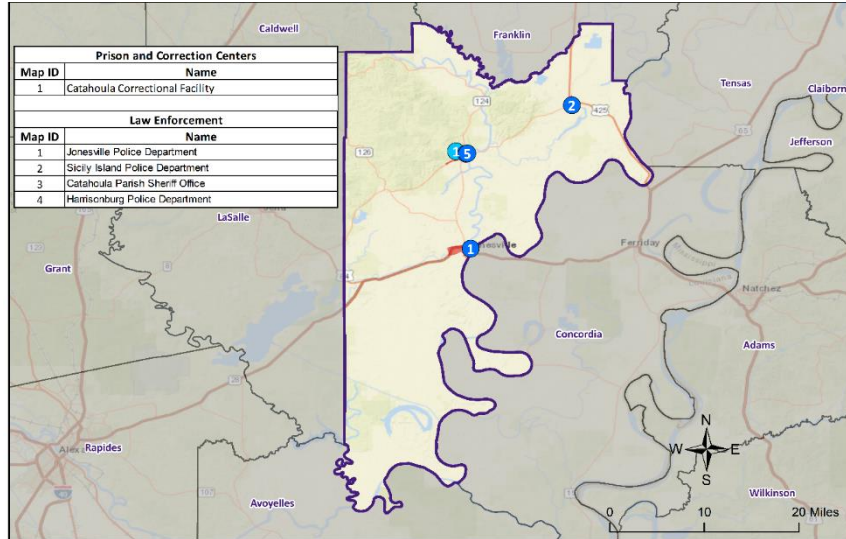 Caldwell
Franklin
Prison and Correction Centers
Map ID Name
1 Catahoula Correctional Facility
Law Enforcement
Map ID Name
1 Jonesville Police Department
2 Sicily Island Police Department
3 Catahoula Parish Sheriff Office
4 Harrisonburg Police Department
Tensas
Claiborn
Jefferson
124
2
425
65
126
1 5
LaSalle
Grant
1
Ferriday
Mississippi
Natchez
84
Concordia
Adams
28
Rapides
Avoyelles
Wilkinson
N
W E
S
0 10 20 Miles